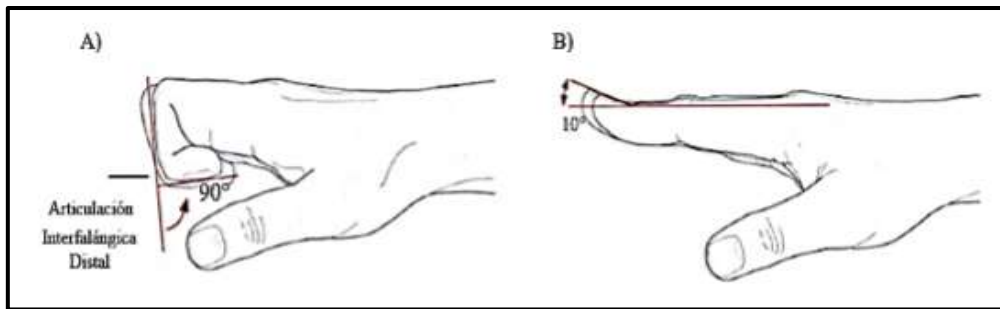 A)
B)
10°
90°
Articulación
Interfalángica
Distal